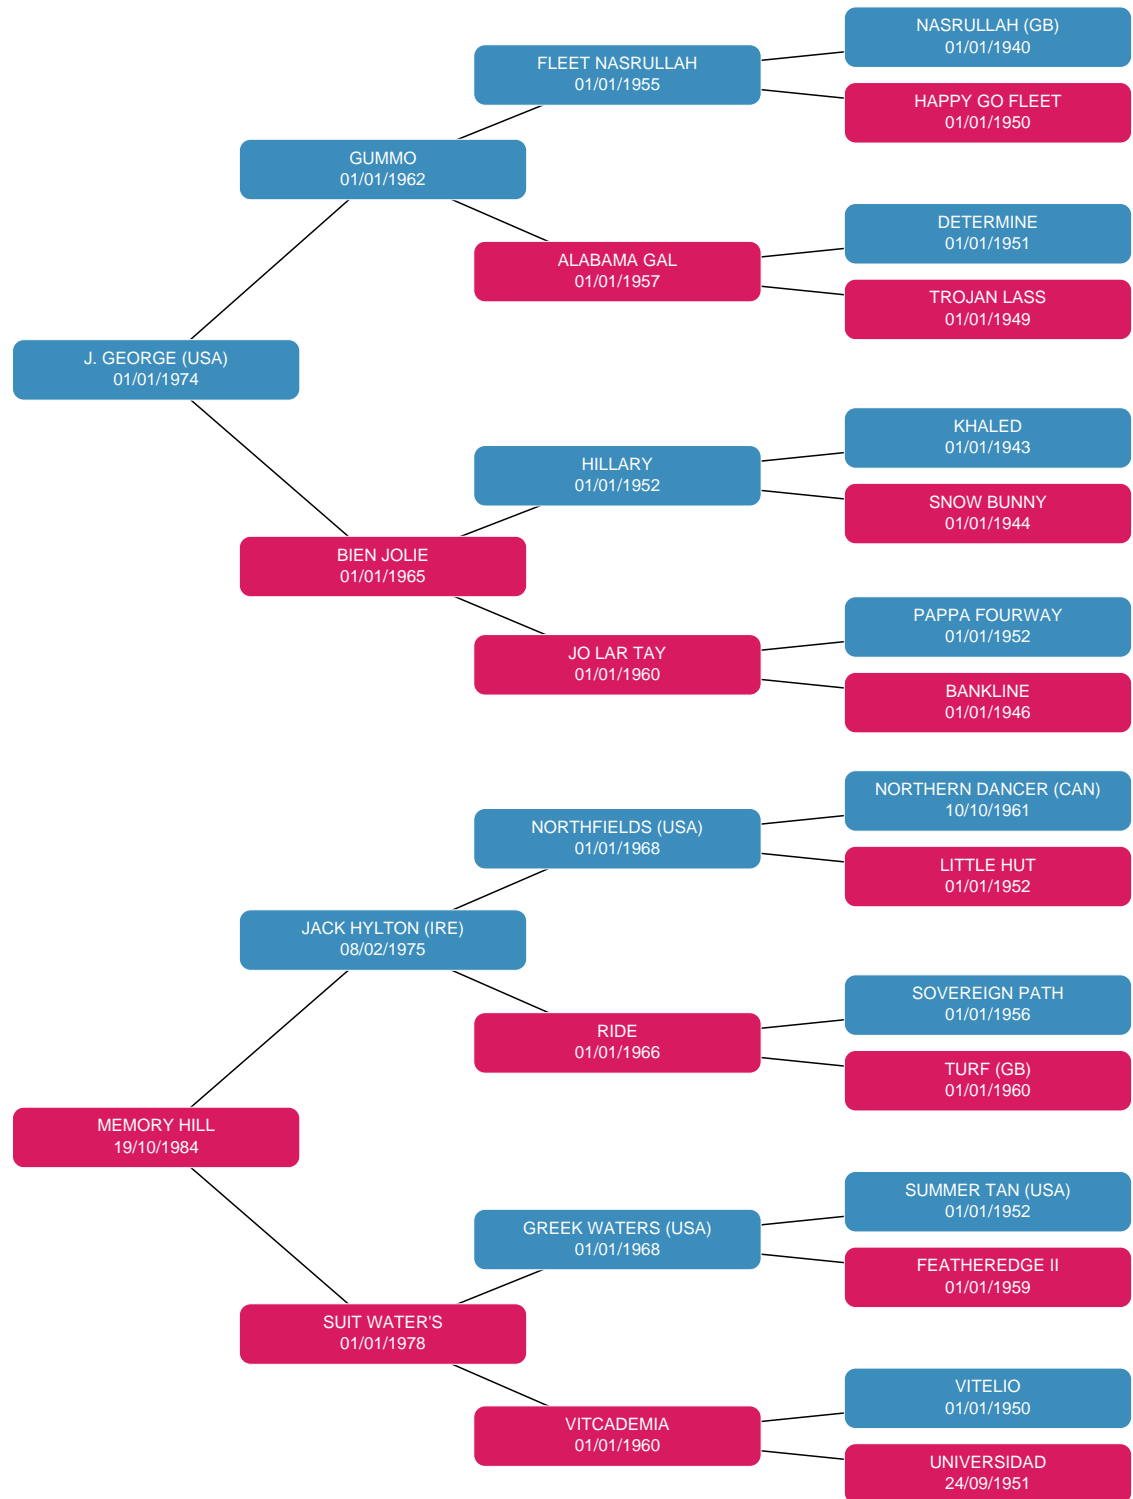 NASRULLAH (GB)
01/01/1940
FLEET NASRULLAH
01/01/1955
HAPPY GO FLEET
01/01/1950
GUMMO
01/01/1962
DETERMINE
01/01/1951
ALABAMA GAL
01/01/1957
TROJAN LASS
01/01/1949
J. GEORGE (USA)
01/01/1974
KHALED
01/01/1943
HILLARY
01/01/1952
SNOW BUNNY
01/01/1944
BIEN JOLIE
01/01/1965
PAPPA FOURWAY
01/01/1952
JO LAR TAY
01/01/1960
BANKLINE
01/01/1946
NORTHERN DANCER (CAN)
10/10/1961
NORTHFIELDS (USA)
01/01/1968
LITTLE HUT
01/01/1952
JACK HYLTON (IRE)
08/02/1975
SOVEREIGN PATH
01/01/1956
RIDE
01/01/1966
TURF (GB)
01/01/1960
MEMORY HILL
19/10/1984
SUMMER TAN (USA)
01/01/1952
GREEK WATERS (USA)
01/01/1968
FEATHEREDGE II
01/01/1959
SUIT WATER'S
01/01/1978
VITELIO
01/01/1950
VITCADEMIA
01/01/1960
UNIVERSIDAD
24/09/1951